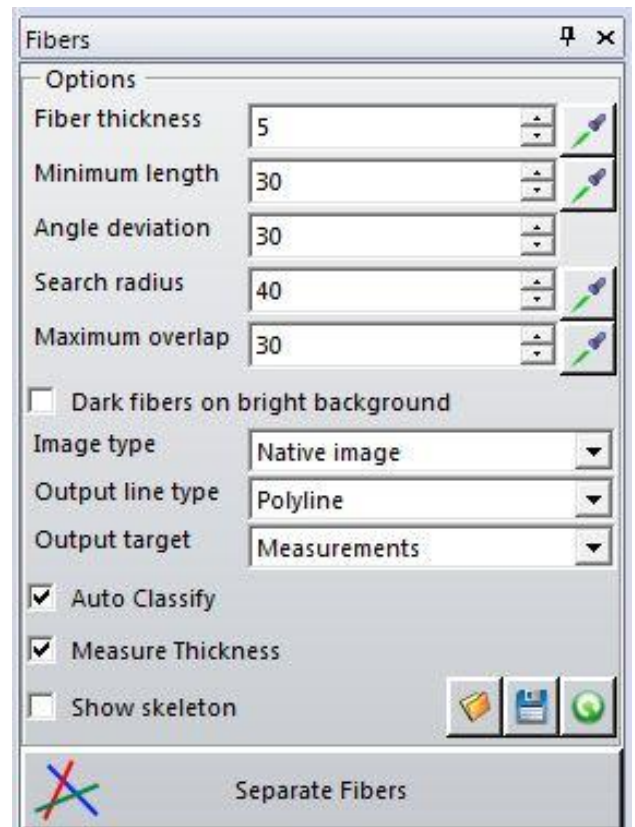 Fibers
Options
Fiber thickness 5
Minimum length 30
Angle deviation 30
Search radius 40
Maximum overlap 30
Dark fibers on bright background
Image type Native image
Output line type Polyline
Output target Measurements
Auto Classify
Measure Thickness
Show skeleton
Separate Fibers